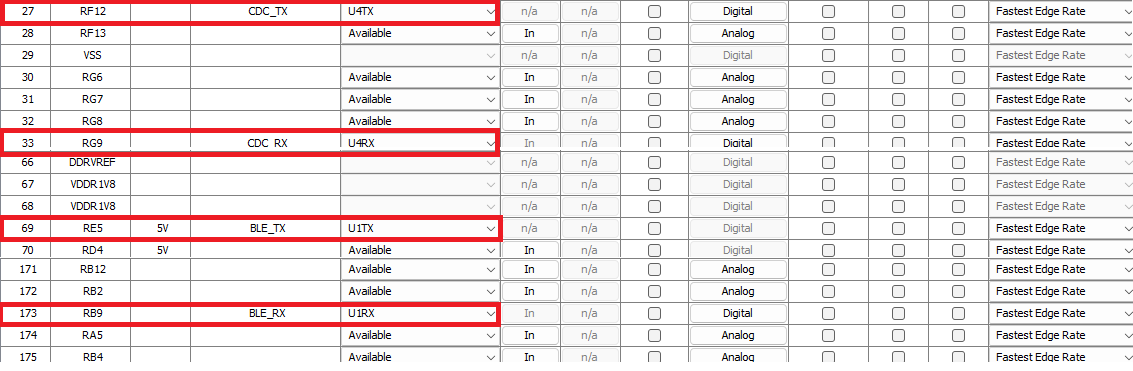 27 RF12 CDC_TX U4TX n/a n/a Digital Fastest Edge Rate
28 RF13 Available In n/a Analog Fastest Edge Rate
29 VSS n/a n/a Digital Fastest Edge Rate
30 RG6 Available In n/a Analog Fastest Edge Rate
31 RG7 Available In n/a Analog Fastest Edge Rate
32 RG8 Available In n/a Analog Fastest Edge Rate
33 RG9 CDC_RX U4RX In n/a Digital Fastest Edge Rate
66 DDRVREF n/a n/a Digital Fastest Edge Rate
67 VDDR1V8 n/a n/a Digital Fastest Edge Rate
68 VDDR1V8 n/a n/a Digital Fastest Edge Rate
69 RE5 5V BLE_TX U1TX n/a n/a Digital Fastest Edge Rate
70 RD4 5V Available In n/a Digital Fastest Edge Rate
171 RB12 Available In n/a Analog Fastest Edge Rate
172 RB2 Available In n/a Analog Fastest Edge Rate
173 RB9 BLE_RX U1RX In n/a Digital Fastest Edge Rate
174 RA5 Available In n/a Analog Fastest Edge Rate
175 RB4 Available In n/a Analog Fastest Edge Rate